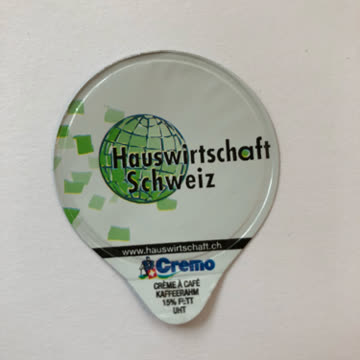 Hauswirtschaft
Schweiz
www.hauswirtschaft.ch
Cremo
CRÈME À CAFÉ
KAFFEERAHM
15% FETT
UHT